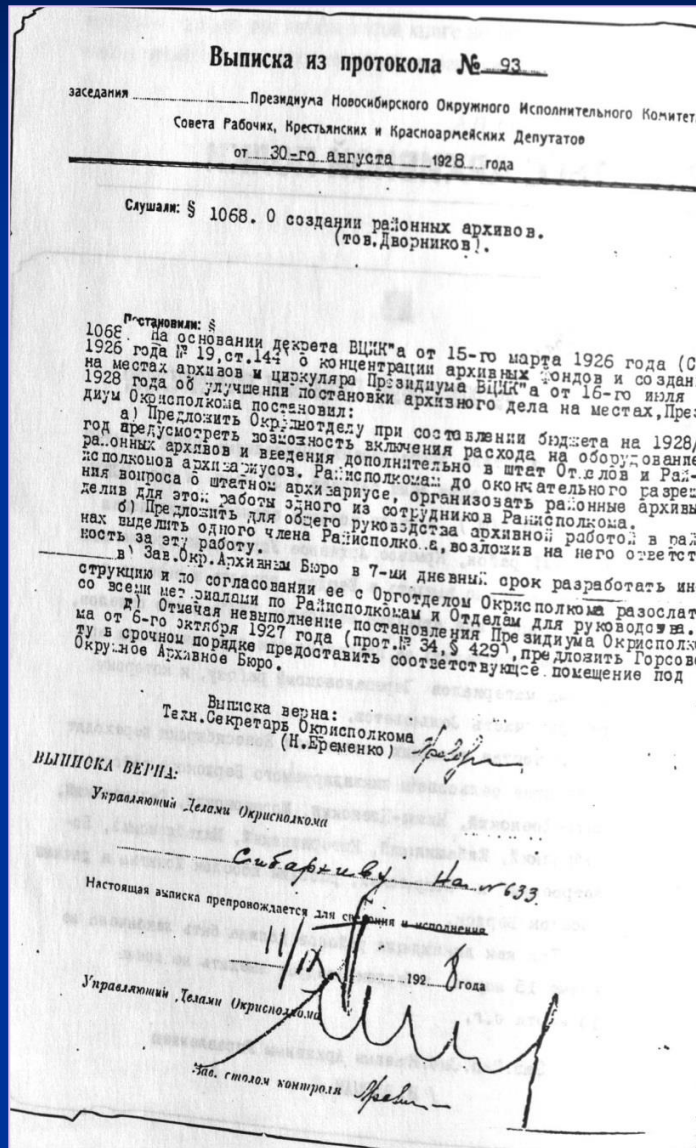 Выписка из протокола № 93
заседания Президиума Новосибирского Окружного Исполнительного Комитет
Совета Рабочих, Крестьянских и Красноармейских Депутатов
от 30-го августа 1928 года
Слушали: § 1068. О создании районных архивов.
(тов.Дворников).
Постановили: §
1068. На основании декрета ВЦИК"а от 15-го марта 1926 года (С
1926 года № 19,ст.144 о концентрации архивных фондов и создан
на местах архивов и циркуляра Президиума ВЦИК"а от 16-го июля
1928 года об улучшении постановки архивного дела на местах,През
диум Окрисполкома постановил:
а) Предложить Окрфинотделу при составлении бюджета на 1928/
год предусмотреть возможность включения расхода на оборудование
районных архивов и введения дополнительно в штат и Рай-
исполкомов архивариусов. Райисполкомам до окончательного разреш
ния вопроса о штатном архивариусе, организовать районные архивы
делив для этой работы одного из сотрудников Райисполкома.
б) Предложить для общего руководства архивной работой в рай
нах выделить одного члена Райисполкома, возложив на него ответст
ность за эту работу.
в) Зав.Окр.Архивным Бюро в 7-ми дневный срок разработать ин
струкцию и по согласовании ее с Орготделом Окрисполкома разослат
со всеми материалами по Райисполкомам и Отделам для руководства.
Отмечая невыполнение постановления Президиума Окрисполк
ма от 6-го октября 1927 года (прот.№ 34,§ 429),предложить Горсове
ту в срочном порядке предоставить соответствующее помещение под
Окружное Архивное Бюро.
Выписка верна:
Техн.Секретарь Окрисполкома
(Н.Еременко)
ВЫПИСКА ВЕРНА:
Управляющий Делами Окрисполкома
Сибархиву На № 633.
Настоящая выписка препровождается для сведения и исполнения
11/IX 1928 года
Управляющий Делами Окрисполкома
Зав. столом контроля